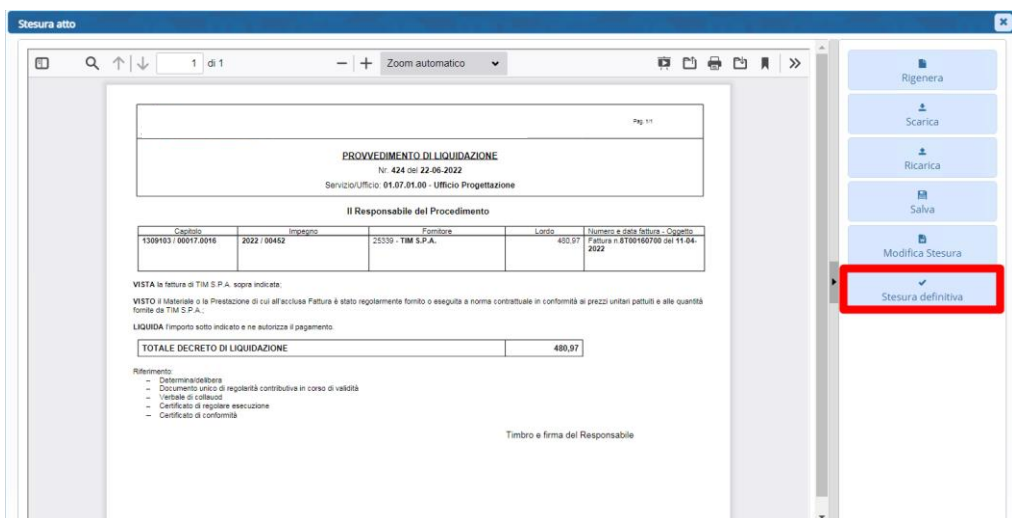 Stesura atto
1 di 1
Zoom automatico
Pag. 1/1
PROVVEDIMENTO DI LIQUIDAZIONE
Nr. 424 del 22-06-2022
Servizio/Ufficio: 01.07.01.00 - Ufficio Progettazione
Il Responsabile del Procedimento
Capitolo Impegno Fornitore Lordo Numero e data fattura - Oggetto
1309103 / 00017.0016 2022 / 00452 25339 - TIM S.P.A. 480,97 Fattura n.8T00160700 del 11-04-
2022
VISTA la fattura di TIM S.P.A. sopra indicata;
VISTO il Materiale o la Prestazione di cui all'acclusa Fattura è stato regolarmente fornito o eseguita a norma contrattuale in conformità ai prezzi unitari pattuiti e alle quantità
fornite da TIM S.P.A.;
LIQUIDA l'importo sotto indicato e ne autorizza il pagamento.
TOTALE DECRETO DI LIQUIDAZIONE 480,97
Riferimento:
– Determina/delibera
– Documento unico di regolarità contributiva in corso di validità
– Verbale di collauod
– Certificato di regolare esecuzione
– Certificato di conformità
Timbro e firma del Responsabile
Rigenera
Scarica
Ricarica
Salva
Modifica Stesura
Stesura definitiva